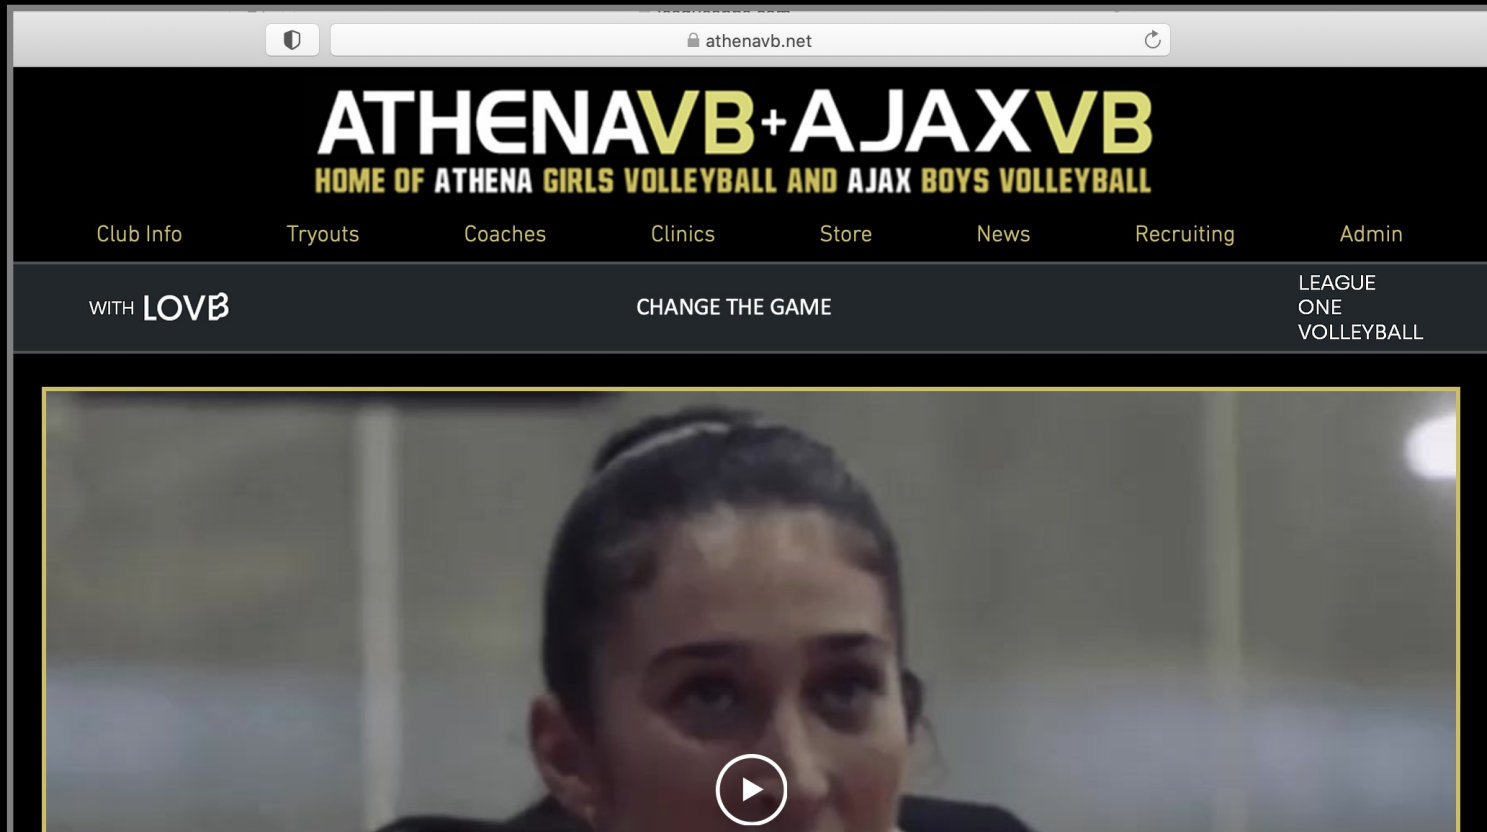 athenavb.net
ATHENAVB+AJAXVB
HOME OF ATHENA GIRLS VOLLEYBALL AND AJAX BOYS VOLLEYBALL
Club Info Tryouts Coaches Clinics Store News Recruiting Admin
WITH LOVB
CHANGE THE GAME
LEAGUE
ONE
VOLLEYBALL